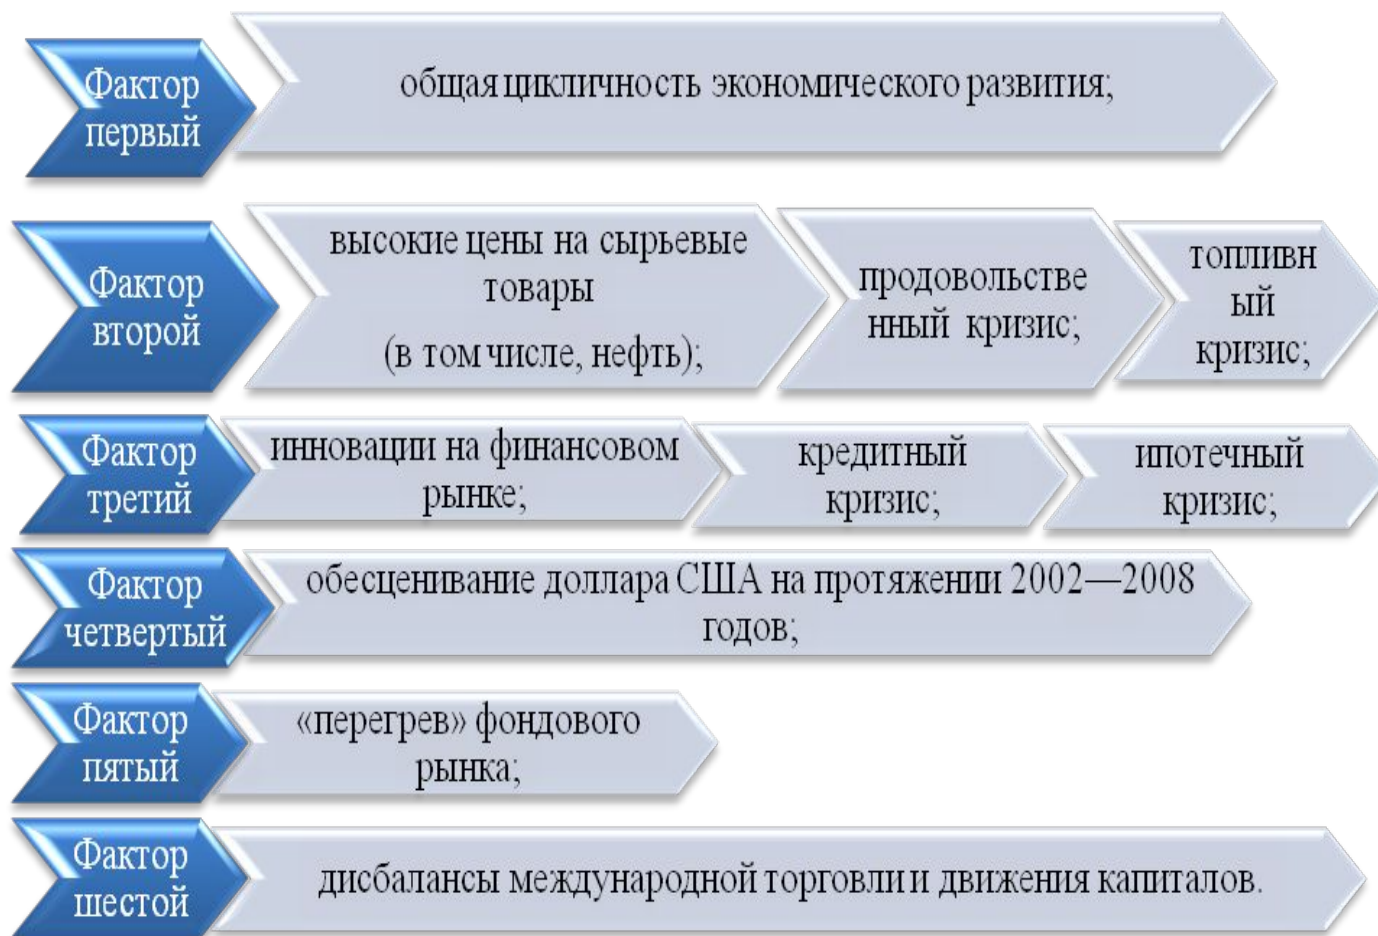 Фактор
первый
общая цикличность экономического развития;
Фактор
второй
высокие цены на сырьевые
товары
(в том числе, нефть);
продовольстве
нный кризис;
топливн
ый
кризис;
Фактор
третий
инновации на финансовом
рынке;
кредитный
кризис;
ипотечный
кризис;
Фактор
четвертый
обесценивание доллара США на протяжении 2002—2008
годов;
Фактор
пятый
«перегрев» фондового
рынка;
Фактор
шестой
дисбалансы международной торговли и движения капиталов.